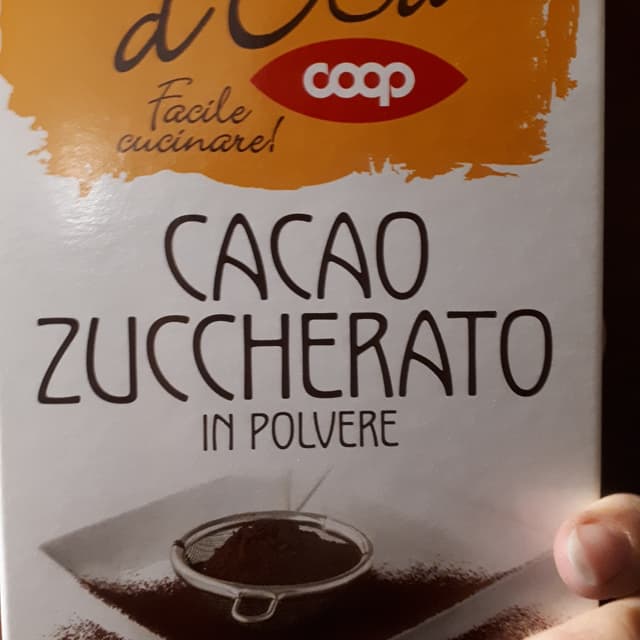 coop
Facile
cucinare!
CACAO
ZUCCHERATO
IN POLVERE